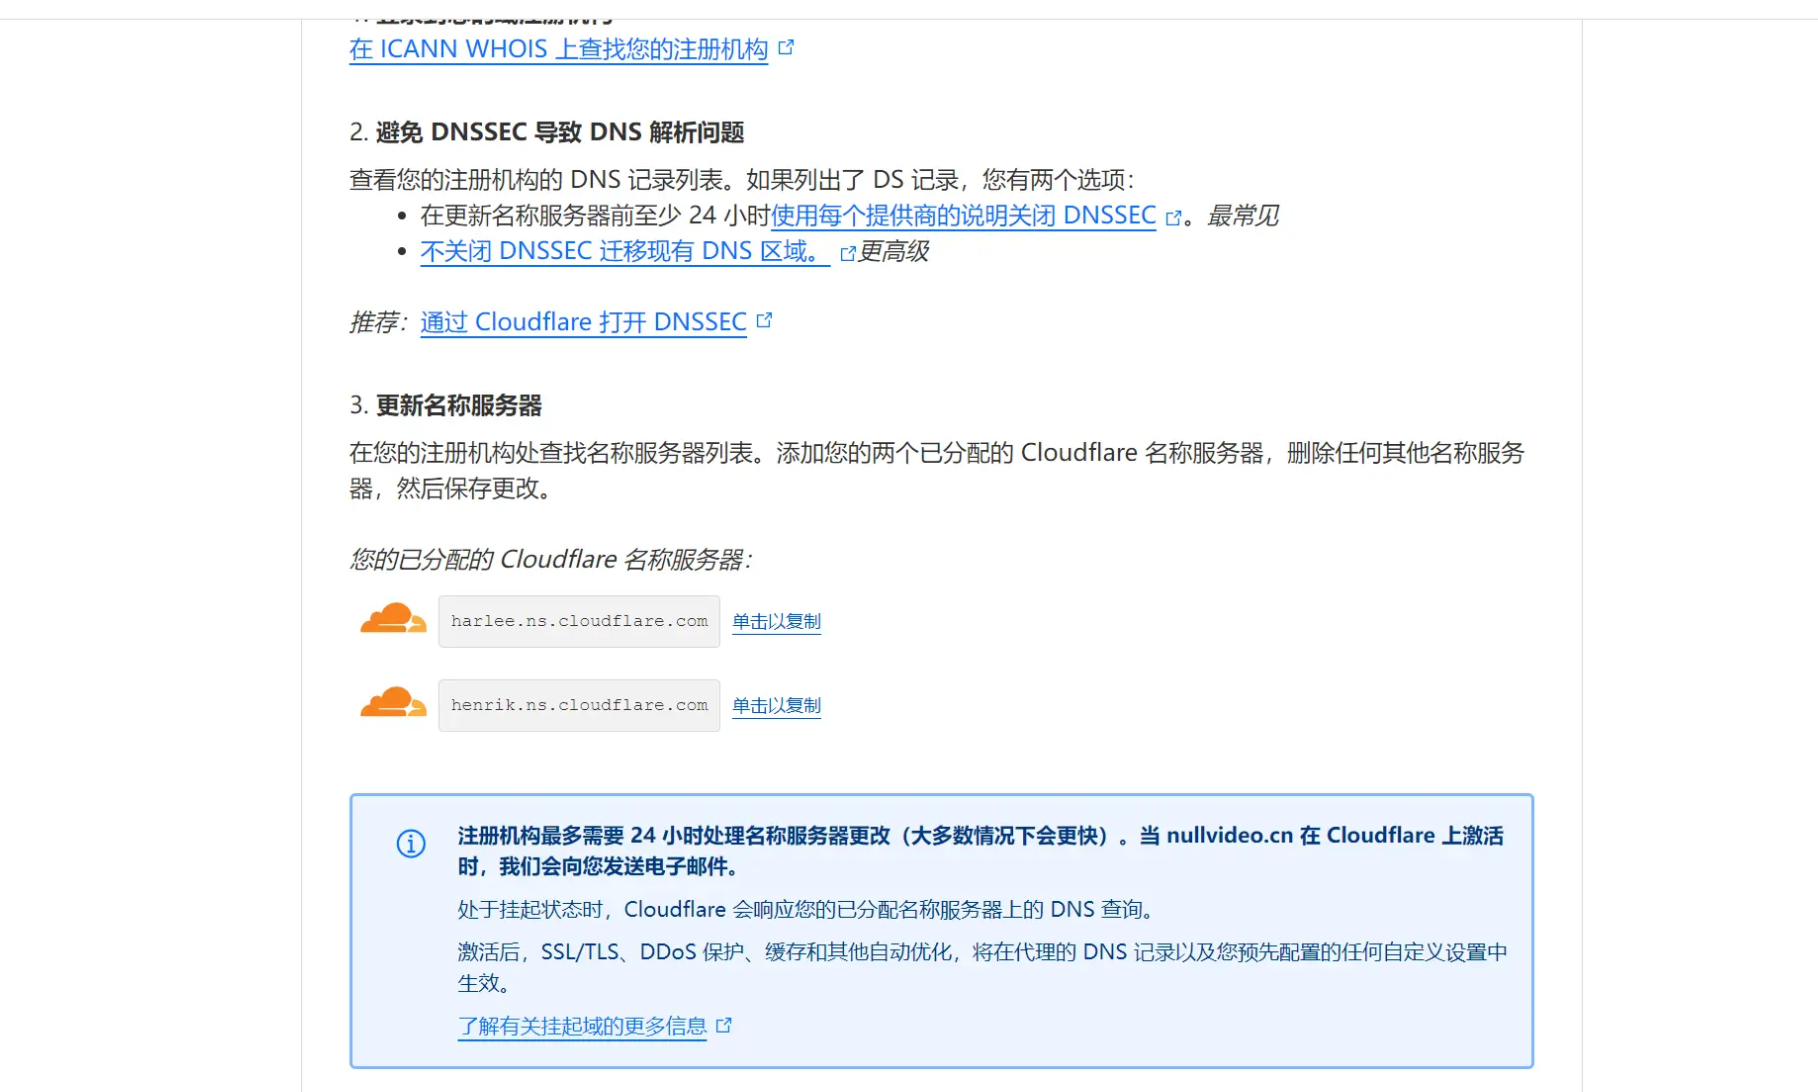 1. 登录到您的域注册机构
在 ICANN WHOIS 上查找您的注册机构
2. 避免 DNSSEC 导致 DNS 解析问题
查看您的注册机构的 DNS 记录列表。如果列出了 DS 记录，您有两个选项：
• 在更新名称服务器前至少 24 小时使用每个提供商的说明关闭 DNSSEC 。最常见
• 不关闭 DNSSEC 迁移现有 DNS 区域。 更高级
推荐：通过 Cloudflare 打开 DNSSEC
3. 更新名称服务器
在您的注册机构处查找名称服务器列表。添加您的两个已分配的 Cloudflare 名称服务器，删除任何其他名称服务
器，然后保存更改。
您的已分配的 Cloudflare 名称服务器：
harlee.ns.cloudflare.com 单击以复制
henrik.ns.cloudflare.com 单击以复制
注册机构最多需要 24 小时处理名称服务器更改（大多数情况下会更快）。当 nullvideo.cn 在 Cloudflare 上激活
时，我们会向您发送电子邮件。
处于挂起状态时，Cloudflare 会响应您的已分配名称服务器上的 DNS 查询。
激活后，SSL/TLS、DDoS 保护、缓存和其他自动优化，将在代理的 DNS 记录以及您预先配置的任何自定义设置中
生效。
了解有关挂起域的更多信息